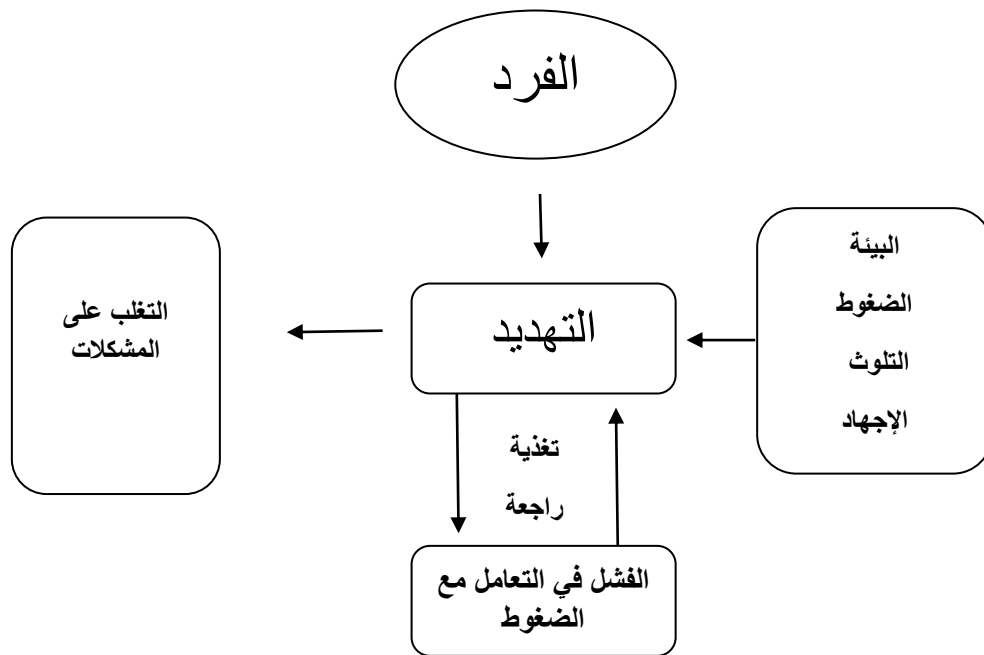 الفرد
البيئة
الضغوط
التلوث
الإجهاد
التهديد
التغلب على
المشكلات
تغذية
راجعة
الفشل في التعامل مع
الضغوط